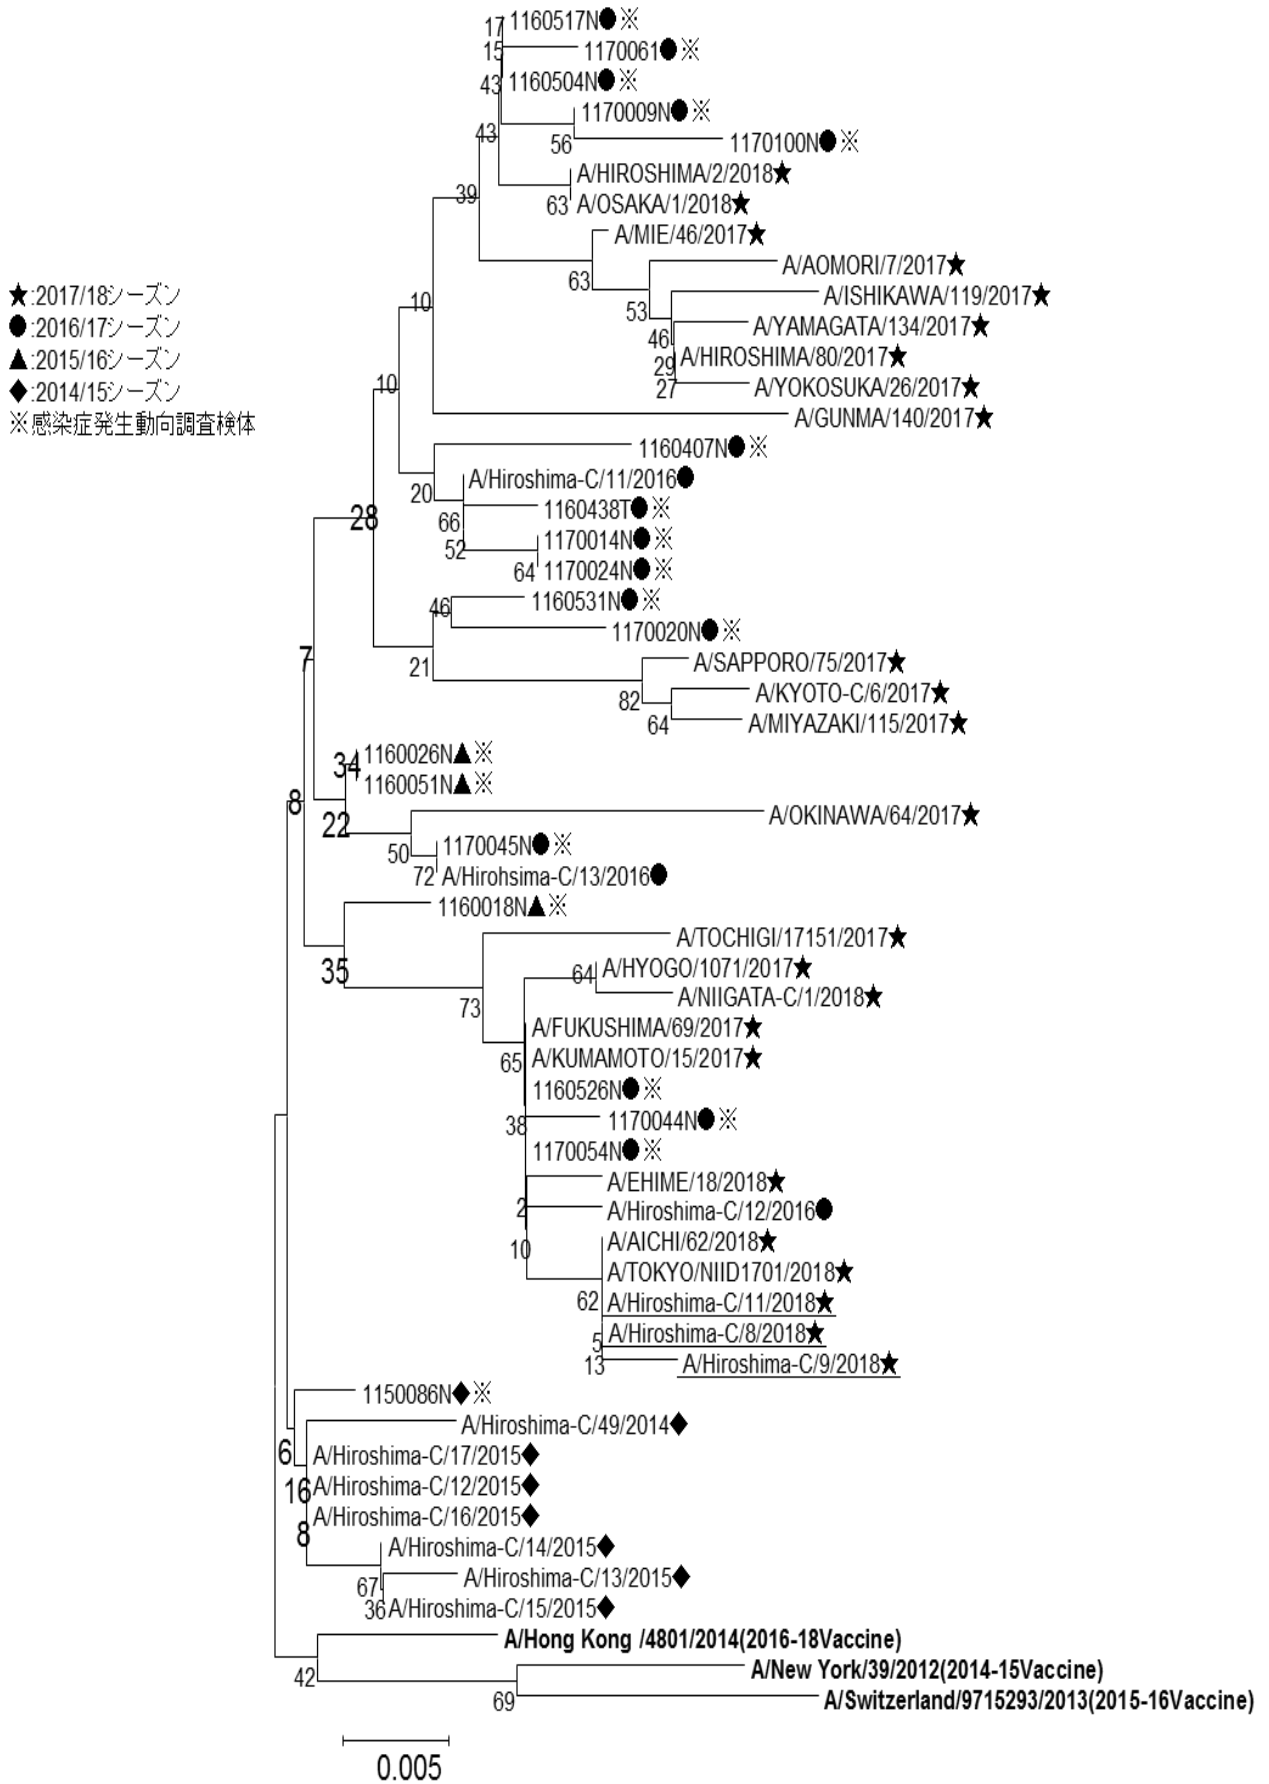 17
1160517N●※
15
1170061●※
43
1160504N●※
1170009N●※
43
56
1170100N●※
A/HIROSHIMA/2/2018★
39
63
A/OSAKA/1/2018★
A/MIE/46/2017★
63
A/AOMORI/7/2017★
★:2017/18シーズン
●:2016/17シーズン
▲:2015/16シーズン
◆:2014/15シーズン
※感染症発生動向調査検体
10
53
A/ISHIKAWA/119/2017★
46
A/YAMAGATA/134/2017★
29
A/HIROSHIMA/80/2017★
27
A/YOKOSUKA/26/2017★
10
A/GUNMA/140/2017★
1160407N●※
A/Hiroshima-C/11/2016●
20
1160438T●※
66
28
1170014N●※
52
64
1170024N●※
46
1160531N●※
1170020N●※
21
A/SAPPORO/75/2017★
7
82
A/KYOTO-C/6/2017★
64
A/MIYAZAKI/115/2017★
34
1160026N▲※
1160051N▲※
8
22
A/OKINAWA/64/2017★
50
1170045N●※
72
A/Hirohsima-C/13/2016●
1160018N▲※
35
A/TOCHIGI/17151/2017★
64
A/HYOGO/1071/2017★
73
A/NIIGATA-C/1/2018★
A/FUKUSHIMA/69/2017★
65
A/KUMAMOTO/15/2017★
1160526N●※
38
1170044N●※
1170054N●※
A/EHIME/18/2018★
2
A/Hiroshima-C/12/2016●
10
A/AICHI/62/2018★
A/TOKYO/NIID1701/2018★
62
A/Hiroshima-C/11/2018★
5
A/Hiroshima-C/8/2018★
13
A/Hiroshima-C/9/2018★
1150086N◆※
A/Hiroshima-C/49/2014◆
6
A/Hiroshima-C/17/2015◆
16
A/Hiroshima-C/12/2015◆
A/Hiroshima-C/16/2015◆
8
A/Hiroshima-C/14/2015◆
67
A/Hiroshima-C/13/2015◆
36
A/Hiroshima-C/15/2015◆
A/Hong Kong /4801/2014(2016-18Vaccine)
42
A/New York/39/2012(2014-15Vaccine)
69
A/Switzerland/9715293/2013(2015-16Vaccine)
0.005